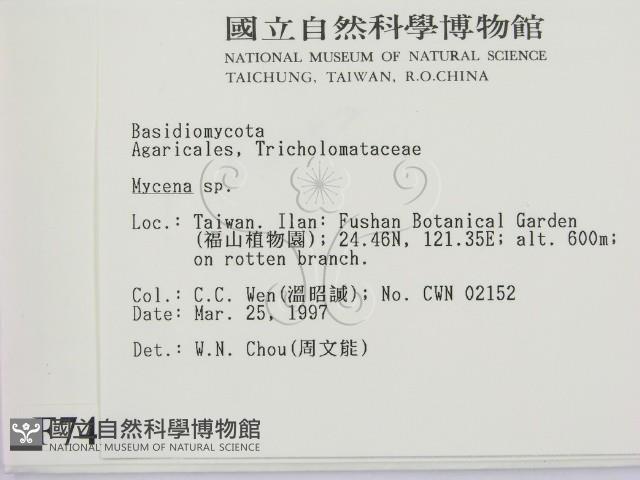 國立自然科學博物館
NATIONAL MUSEUM OF NATURAL SCIENCE
TAICHUNG, TAIWAN, R.O.CHINA
Basidiomycota
Agaricales, Tricholomataceae
Mycena sp.
Loc.: Taiwan. Ilan: Fushan Botanical Garden
(福山植物園); 24.46N, 121.35E; alt. 600m;
on rotten branch.
Col.: C.C. Wen(溫昭誠); No. CWN 02152
Date: Mar. 25, 1997
Det.: W.N. Chou(周文能)
F74
國立自然科學博物館
NATIONAL MUSEUM OF NATURAL SCIENCE